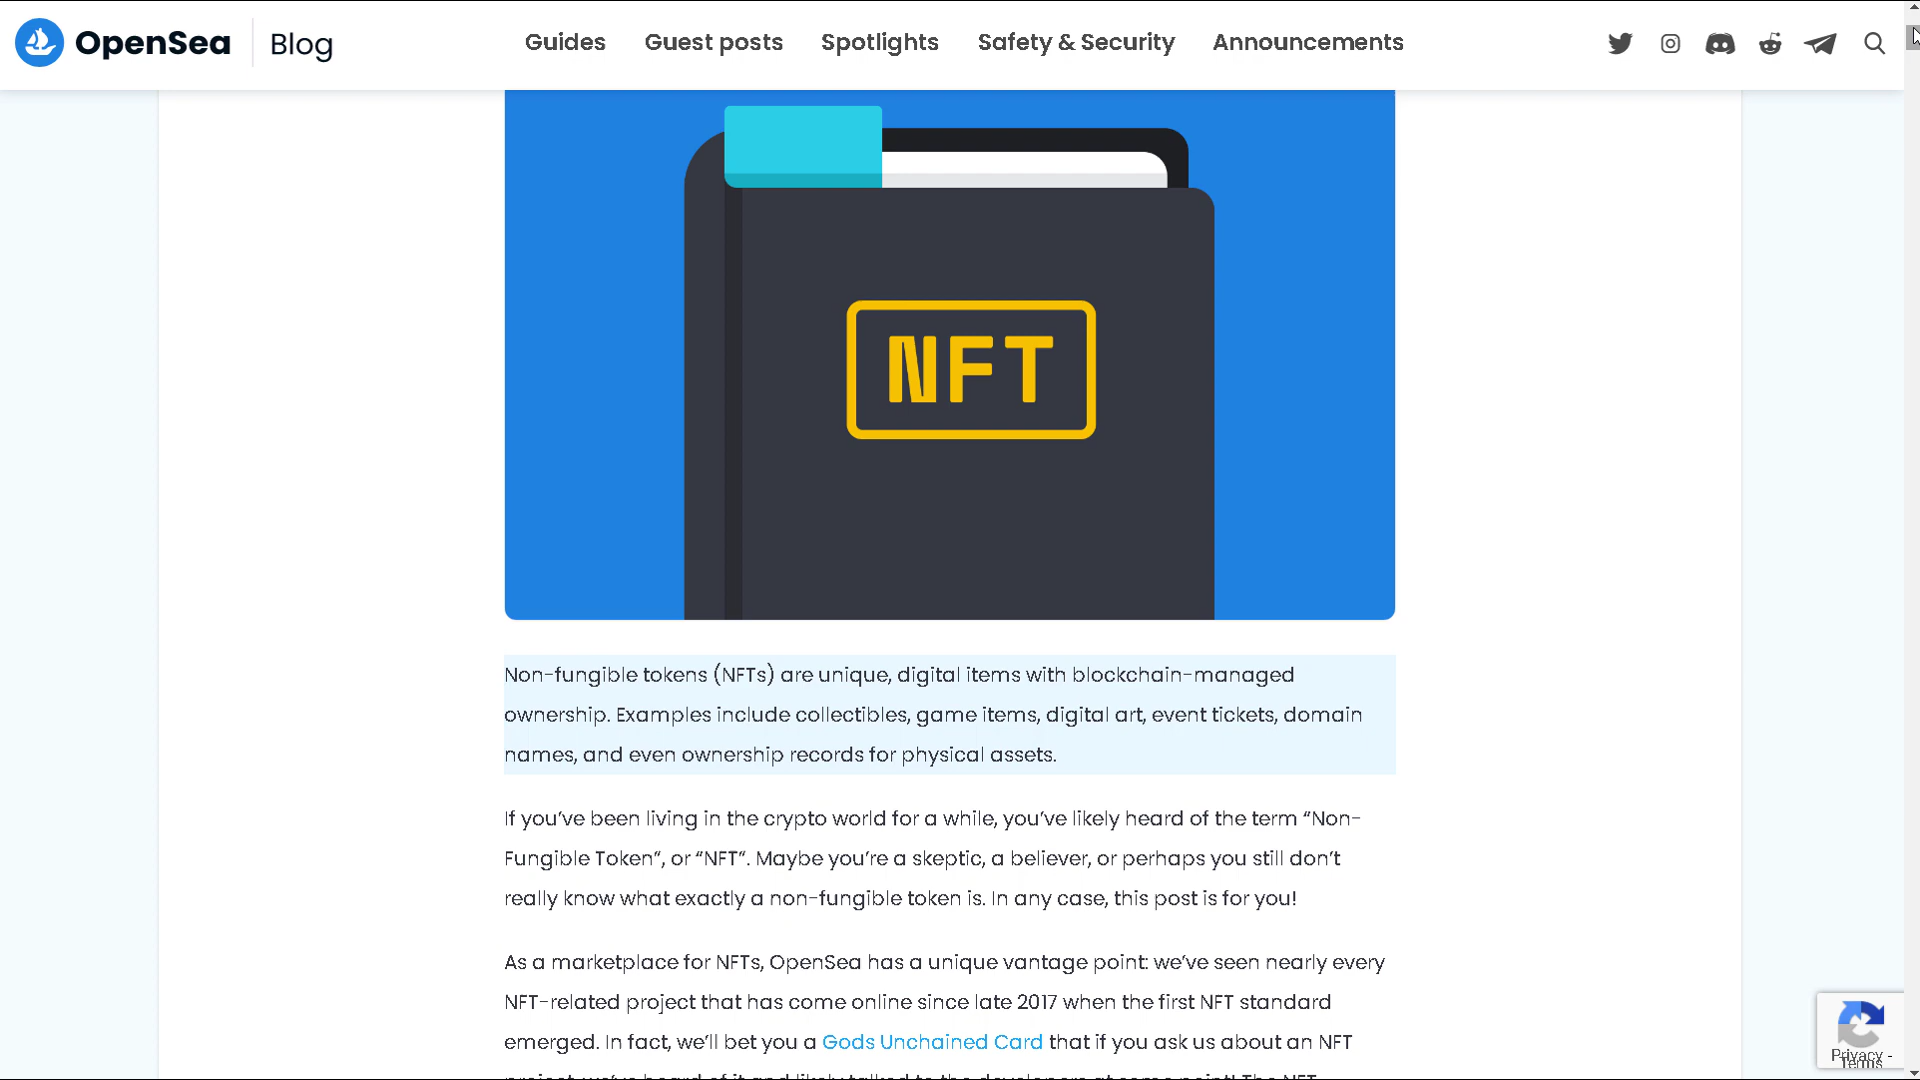 OpenSea Blog Guides Guest posts Spotlights Safety & Security Announcements
NFT
Non-fungible tokens (NFTs) are unique, digital items with blockchain-managed
ownership. Examples include collectibles, game items, digital art, event tickets, domain
names, and even ownership records for physical assets.
If you’ve been living in the crypto world for a while, you’ve likely heard of the term “Non-
Fungible Token”, or “NFT”. Maybe you’re a skeptic, a believer, or perhaps you still don’t
really know what exactly a non-fungible token is. In any case, this post is for you!
As a marketplace for NFTs, OpenSea has a unique vantage point: we’ve seen nearly every
NFT-related project that has come online since late 2017 when the first NFT standard
emerged. In fact, we’ll bet you a Gods Unchained Card that if you ask us about an NFT
Privacy -
Terms